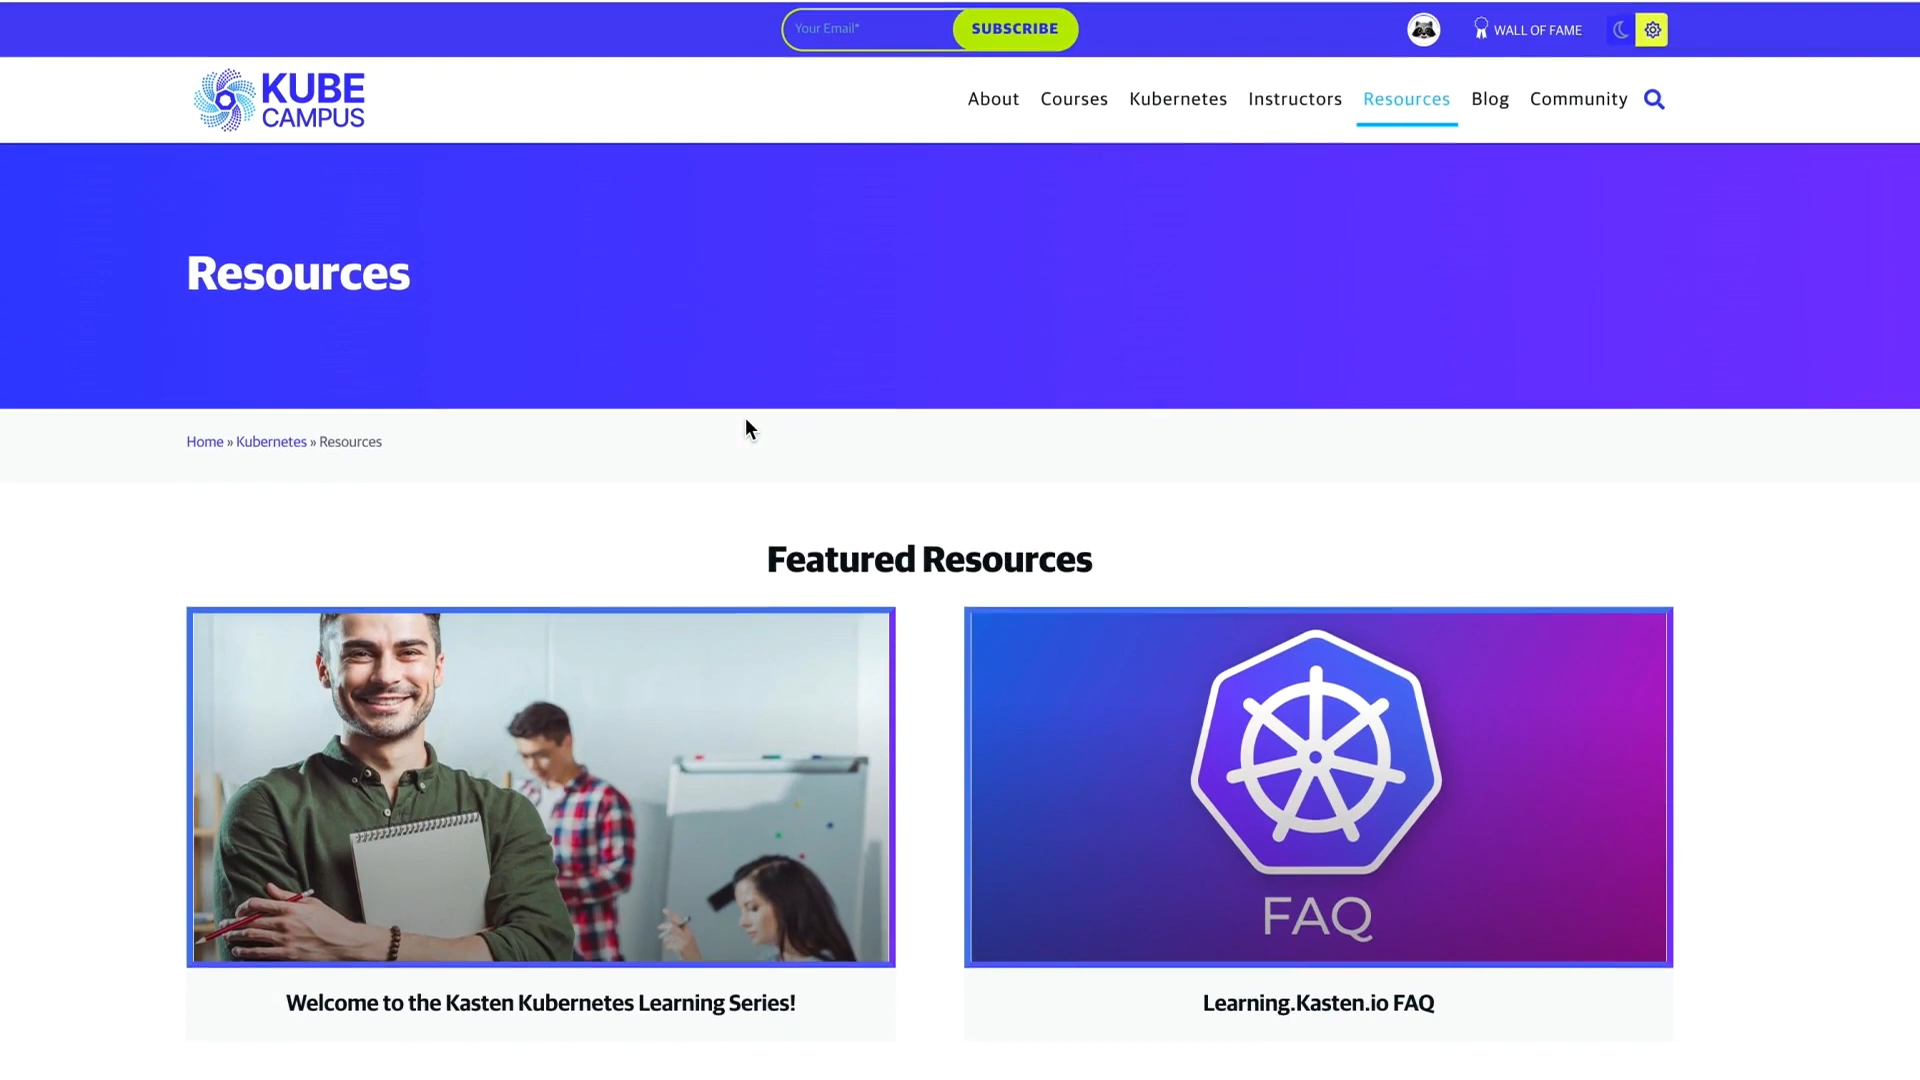 Your Email*
SUBSCRIBE
WALL OF FAME
KUBE
CAMPUS
About
Courses
Kubernetes
Instructors
Resources
Blog
Community
Resources
Home » Kubernetes » Resources
Featured Resources
FAQ
Welcome to the Kasten Kubernetes Learning Series!
Learning.Kasten.io FAQ